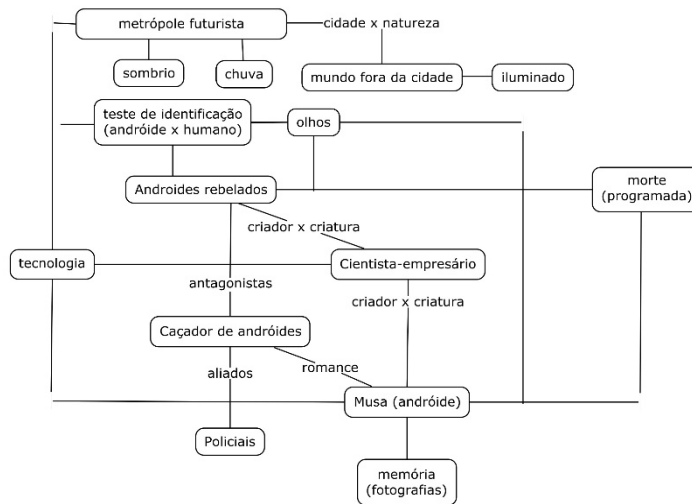 metrópole futurista
cidade x natureza
sombrio
chuva
mundo fora da cidade
iluminado
teste de identificação
(andróide x humano)
olhos
Androides rebelados
morte
(programada)
criador x criatura
tecnologia
Cientista-empresário
antagonistas
criador x criatura
Caçador de andróides
aliados
romance
Musa (andróide)
Policiais
memória
(fotografias)